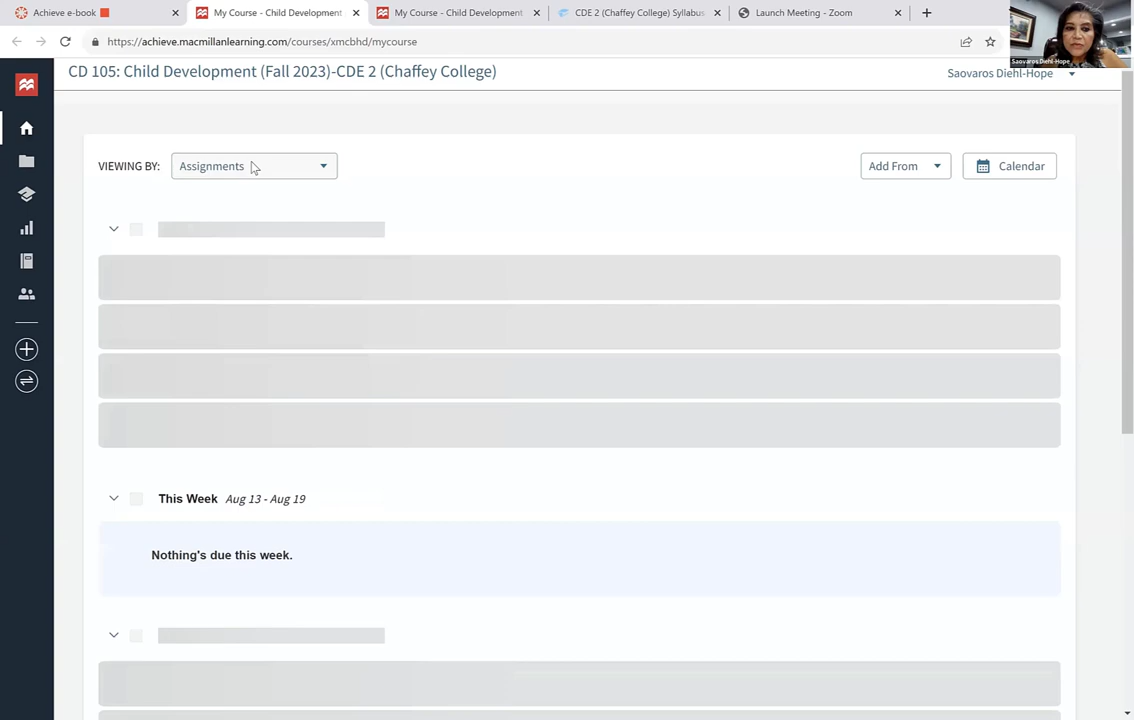 Achieve e-book
My Course - Child Development
My Course - Child Development
CDE 2 (Chaffey College) Syllabus
Launch Meeting - Zoom
https://achieve.macmillanlearning.com/courses/xmcbhd/mycourse
Saovaros Diehl-Hope
CD 105: Child Development (Fall 2023)-CDE 2 (Chaffey College)
Saovaros Diehl-Hope
VIEWING BY:
Assignments
Add From
Calendar
This Week Aug 13 - Aug 19
Nothing's due this week.